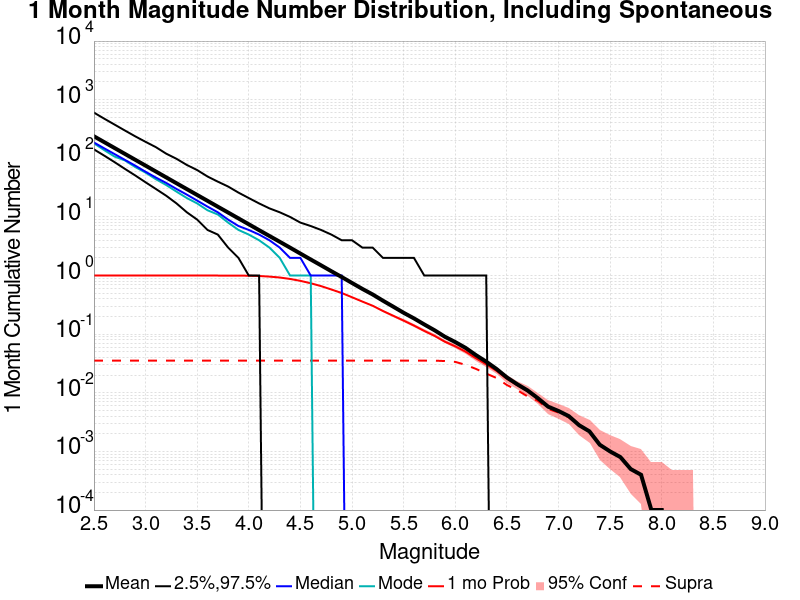 1 Month Magnitude Number Distribution, Including Spontaneous
1 Month Cumulative Number
10^4
10^3
10^2
10^1
10^0
10^-1
10^-2
10^-3
10^-4
2.5 3.0 3.5 4.0 4.5 5.0 5.5 6.0 6.5 7.0 7.5 8.0 8.5 9.0
Magnitude
Mean 2.5%,97.5% Median Mode 1 mo Prob 95% Conf Supra